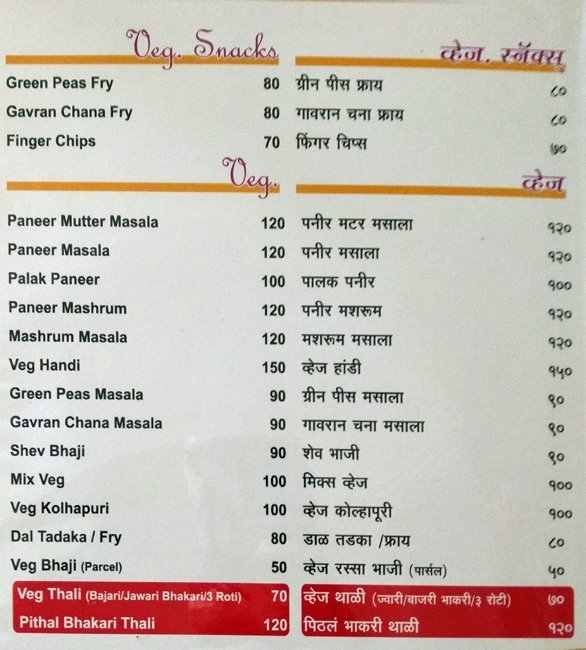 Veg. Snacks व्हेज. स्नॅक्स्
Green Peas Fry 80 ग्रीन पीस फ्राय ८०
Gavran Chana Fry 80 गावरान चना फ्राय ८०
Finger Chips 70 फिंगर चिप्स ७०
Veg. व्हेज
Paneer Mutter Masala 120 पनीर मटर मसाला १२०
Paneer Masala 120 पनीर मसाला १२०
Palak Paneer 100 पालक पनीर १००
Paneer Mashrum 120 पनीर मशरूम १२०
Mashrum Masala 120 मशरूम मसाला १२०
Veg Handi 150 व्हेज हांडी १५०
Green Peas Masala 90 ग्रीन पीस मसाला ९०
Gavran Chana Masala 90 गावरान चना मसाला ९०
Shev Bhaji 90 शेव भाजी ९०
Mix Veg 100 मिक्स व्हेज १००
Veg Kolhapuri 100 व्हेज कोल्हापूरी १००
Dal Tadaka / Fry 80 डाळ तडका /फ्राय ८०
Veg Bhaji (Parcel) 50 व्हेज रस्सा भाजी (पार्सल) ५०
Veg Thali (Bajari/Jawari Bhakari/3 Roti) 70 व्हेज थाळी (ज्वारी/बाजरी भाकरी/३ रोटी) ७०
Pithal Bhakari Thali 120 पिठलं भाकरी थाळी १२०